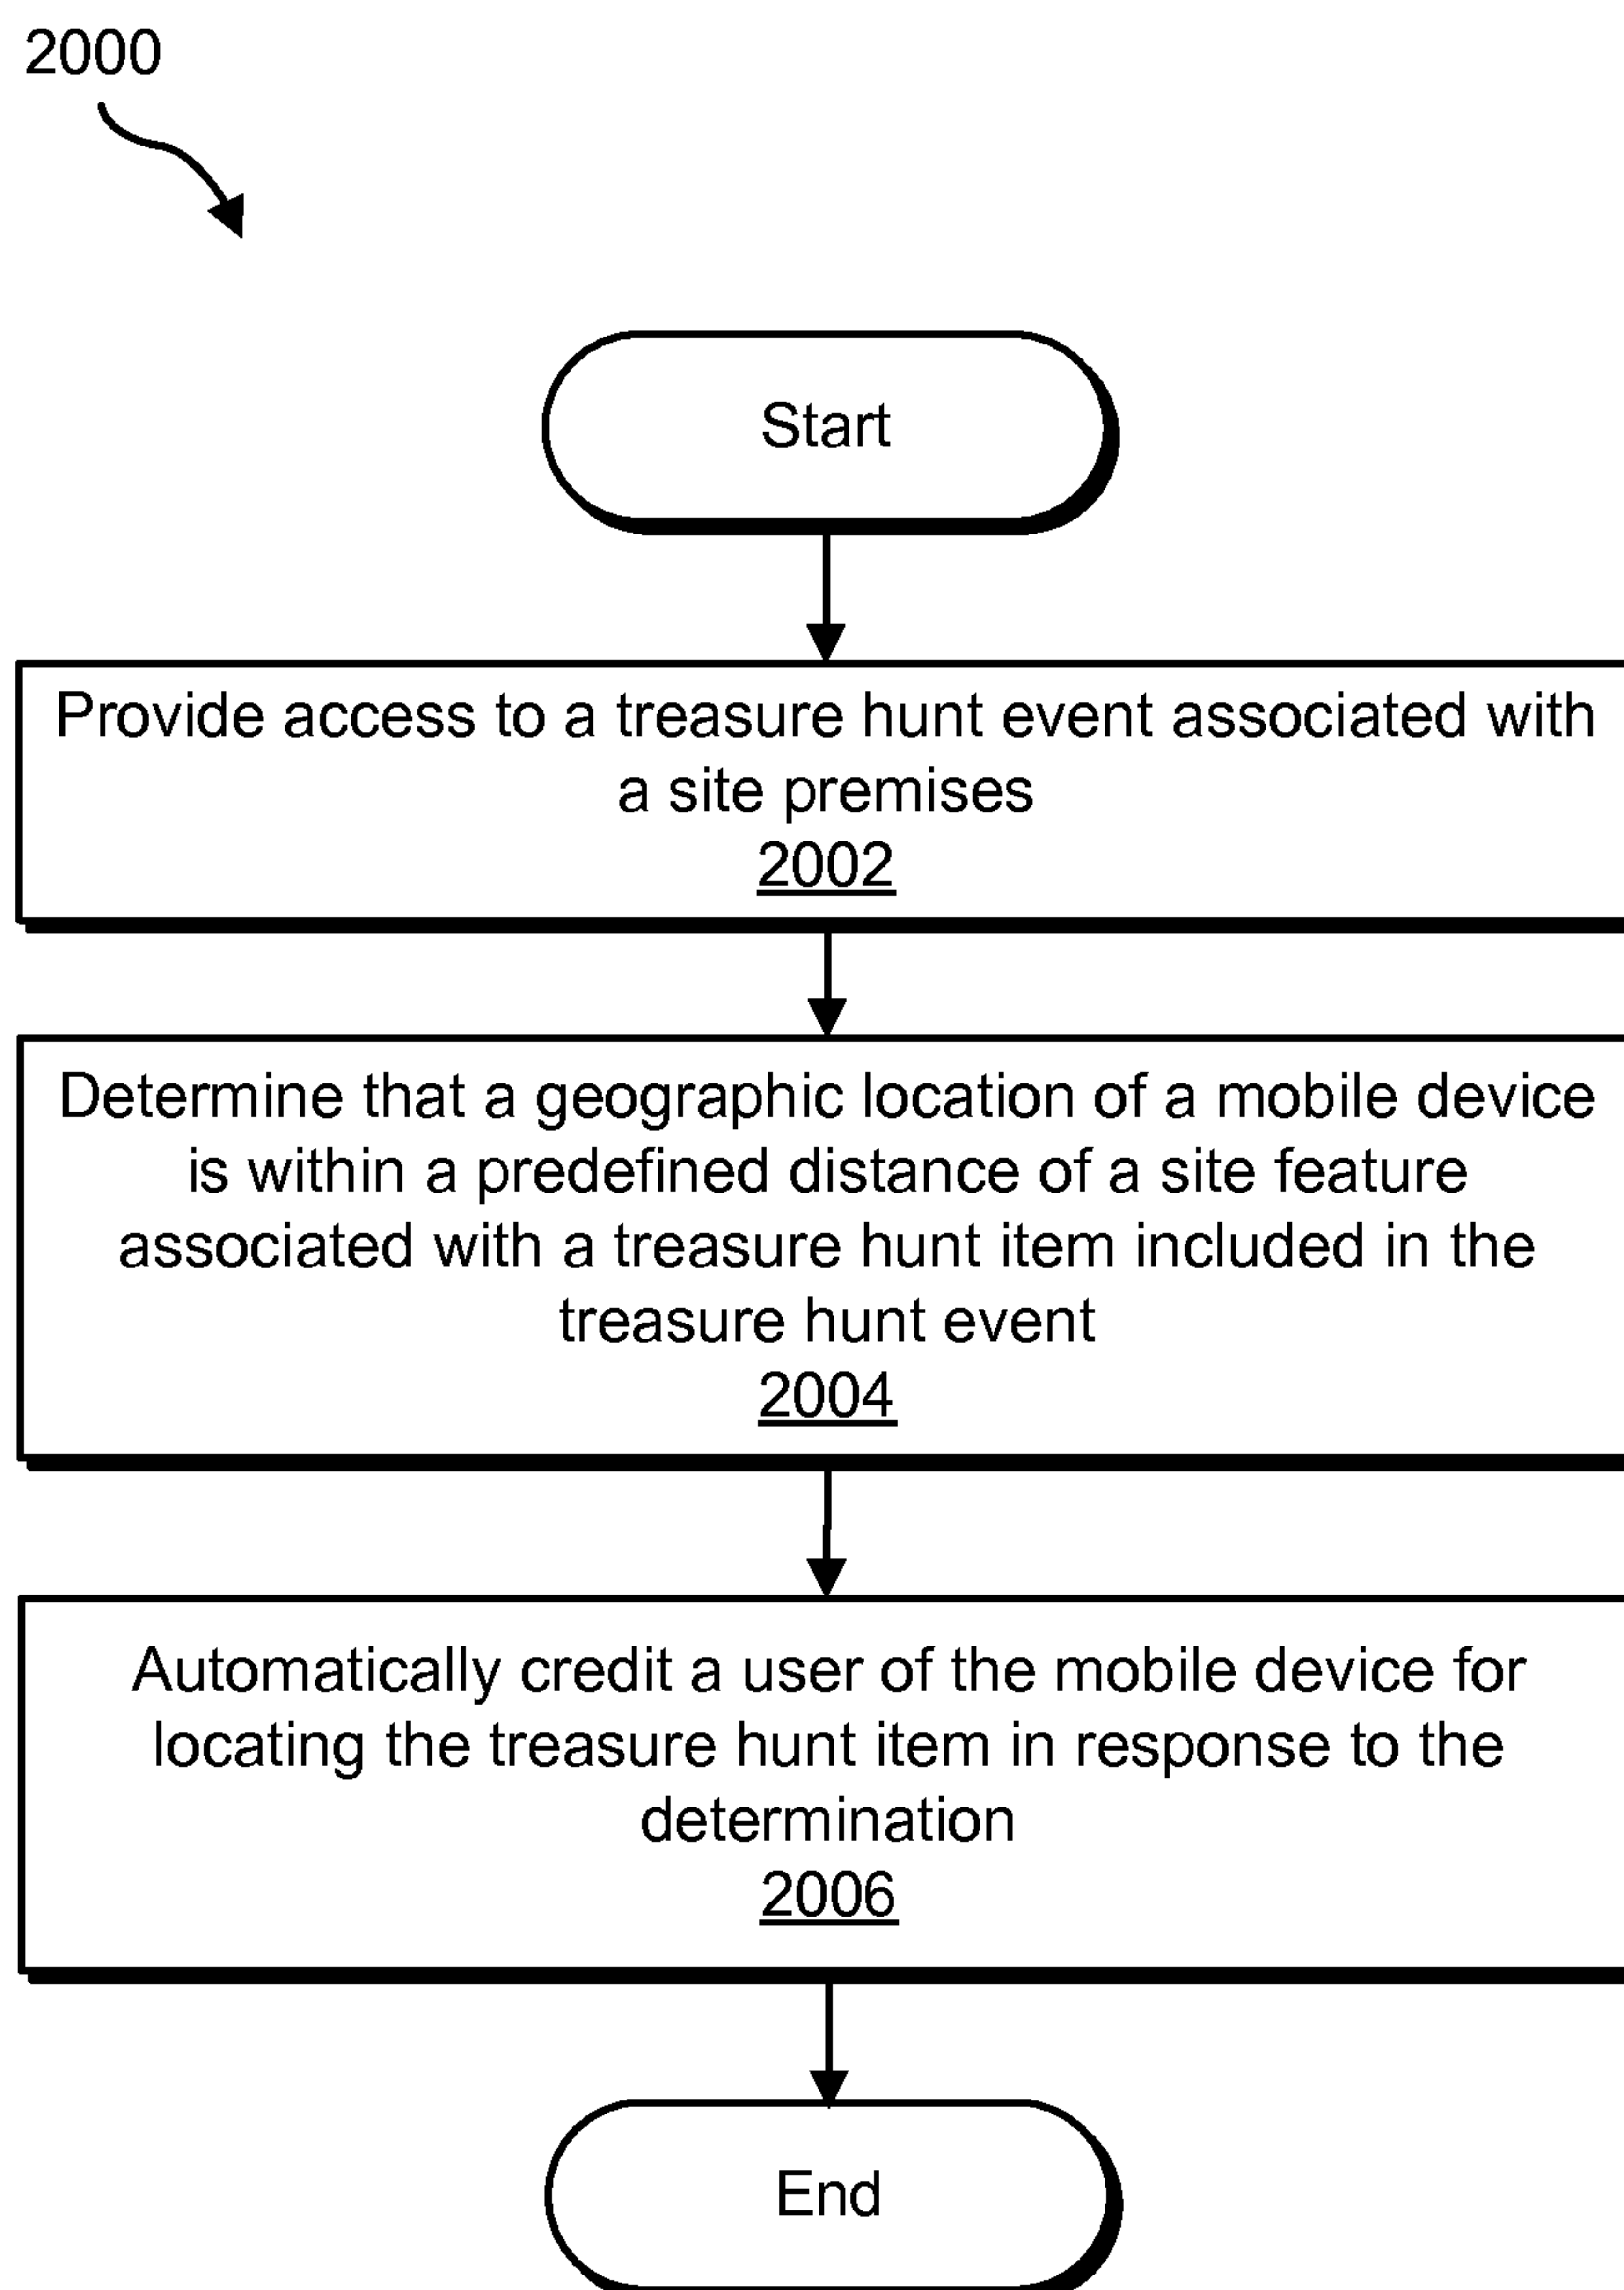 2000
Start
Provide access to a treasure hunt event associated with
a site premises
2002
Determine that a geographic location of a mobile device
is within a predefined distance of a site feature
associated with a treasure hunt item included in the
treasure hunt event
2004
Automatically credit a user of the mobile device for
locating the treasure hunt item in response to the
determination
2006
End